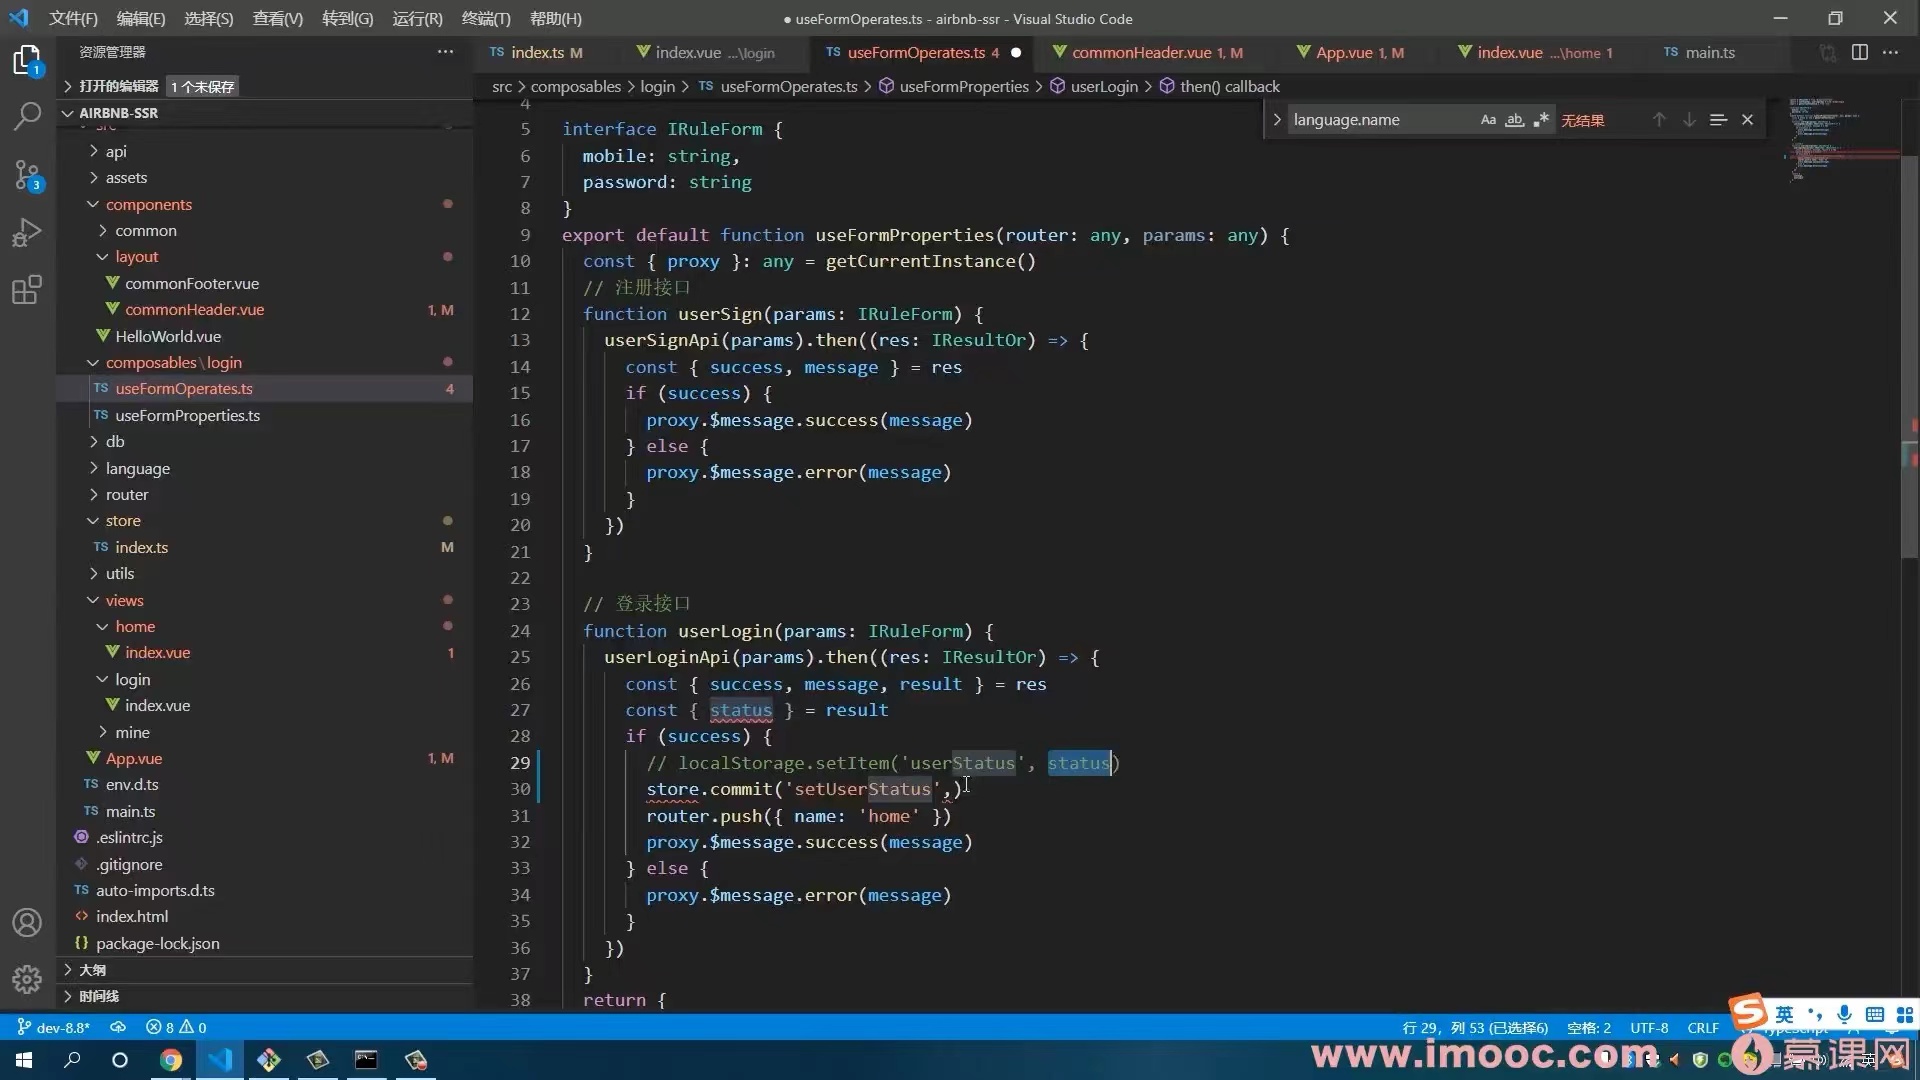 文件(F) 编辑(E) 选择(S) 查看(V) 转到(G) 运行(R) 终端(T) 帮助(H)
● useFormOperates.ts - airbnb-ssr - Visual Studio Code
资源管理器
TS index.ts M
index.vue ...\login
TS useFormOperates.ts 4
commonHeader.vue 1, M
App.vue 1, M
index.vue ...\home 1
TS main.ts
打开的编辑器 1 个未保存
src > composables > login > TS useFormOperates.ts > useFormProperties > userLogin > then() callback
language.name Aa ab 无结果
AIRBNB-SSR
src
api
assets
components
common
layout
commonFooter.vue
commonHeader.vue 1, M
HelloWorld.vue
composables\login
TS useFormOperates.ts 4
TS useFormProperties.ts
db
language
router
store
TS index.ts M
utils
views
home
index.vue 1
login
index.vue
mine
App.vue 1, M
TS env.d.ts
TS main.ts
.eslintrc.js
.gitignore
TS auto-imports.d.ts
<> index.html
{} package-lock.json
大纲
时间线
1
3
4
5 interface IRuleForm {
6 mobile: string,
7 password: string
8 }
9 export default function useFormProperties(router: any, params: any) {
10 const { proxy }: any = getCurrentInstance()
11 // 注册接口
12 function userSign(params: IRuleForm) {
13 userSignApi(params).then((res: IResultOr) => {
14 const { success, message } = res
15 if (success) {
16 proxy.$message.success(message)
17 } else {
18 proxy.$message.error(message)
19 }
20 })
21 }
22
23 // 登录接口
24 function userLogin(params: IRuleForm) {
25 userLoginApi(params).then((res: IResultOr) => {
26 const { success, message, result } = res
27 const { status } = result
28 if (success) {
29 // localStorage.setItem('userStatus', status)
30 store.commit('setUserStatus',)
31 router.push({ name: 'home' })
32 proxy.$message.success(message)
33 } else {
34 proxy.$message.error(message)
35 }
36 })
37 }
38 return {
dev-8.8* 8 0
行 29，列 53 (已选择6) 空格: 2 UTF-8 CRLF
英
www.imooc.com 慕课网